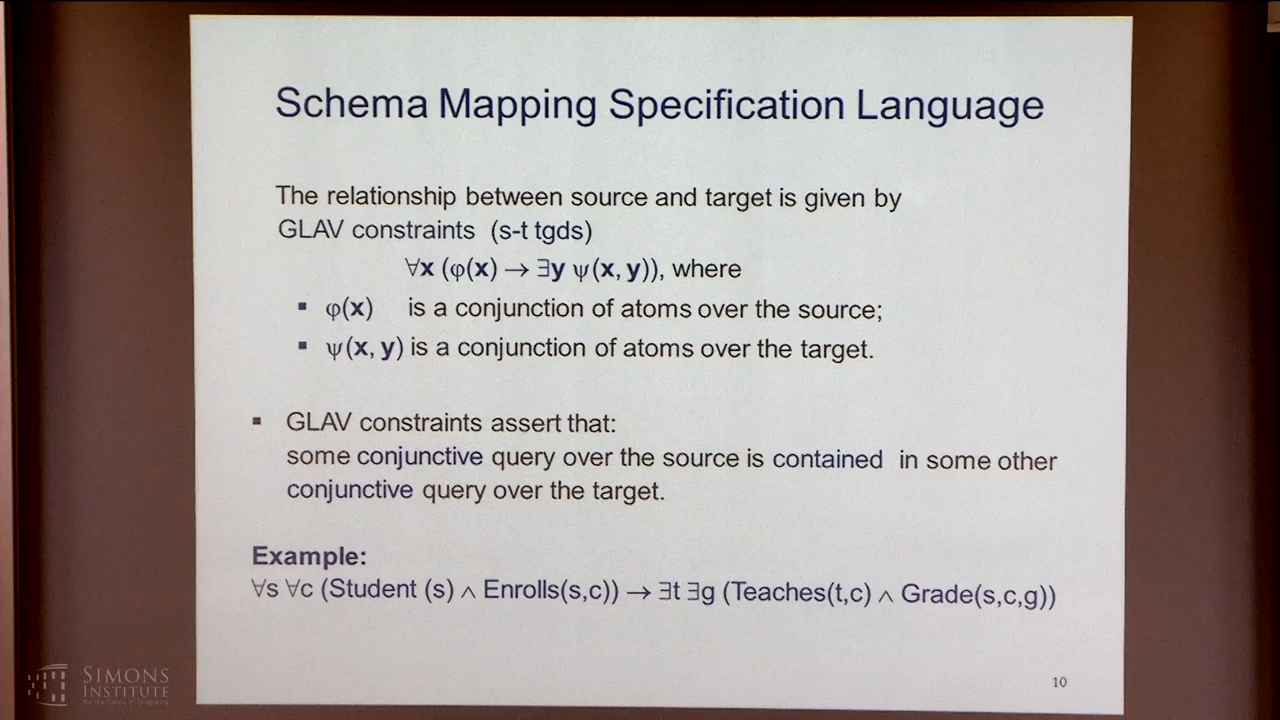 Schema Mapping Specification Language
The relationship between source and target is given by
GLAV constraints (s-t tgds)
∀x (φ(x) → ∃y ψ(x, y)), where
▪ φ(x) is a conjunction of atoms over the source;
▪ ψ(x, y) is a conjunction of atoms over the target.
▪ GLAV constraints assert that:
some conjunctive query over the source is contained in some other
conjunctive query over the target.
Example:
∀s ∀c (Student (s) ∧ Enrolls(s,c)) → ∃t ∃g (Teaches(t,c) ∧ Grade(s,c,g))
10
SIMONS
INSTITUTE